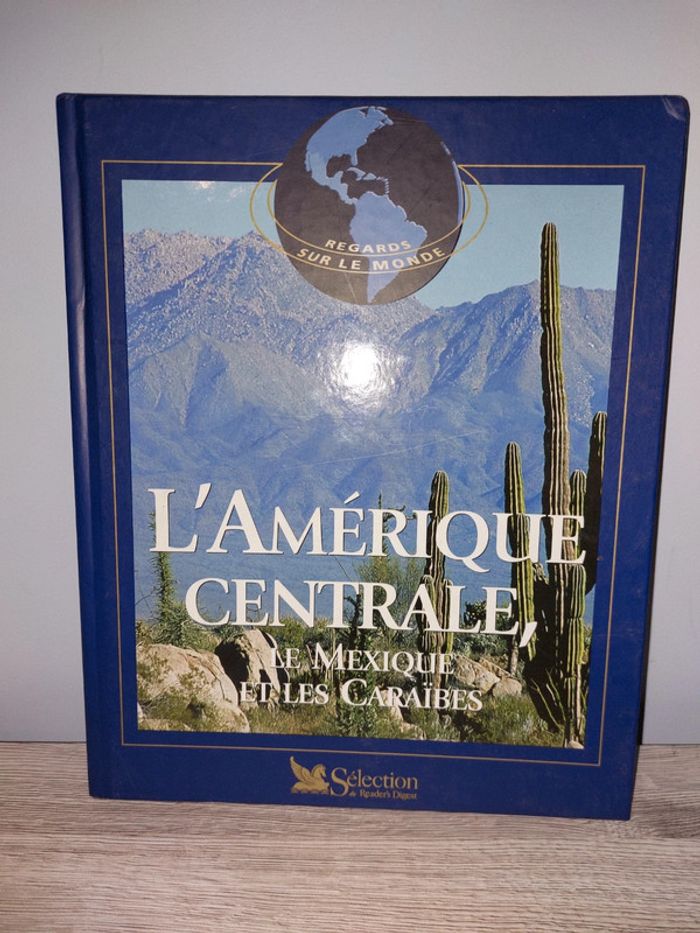 REGARDS
SUR LE MONDE
L'AMÉRIQUE
CENTRALE,
LE MEXIQUE
ET LES CARAÏBES
Sélection
du Reader's Digest